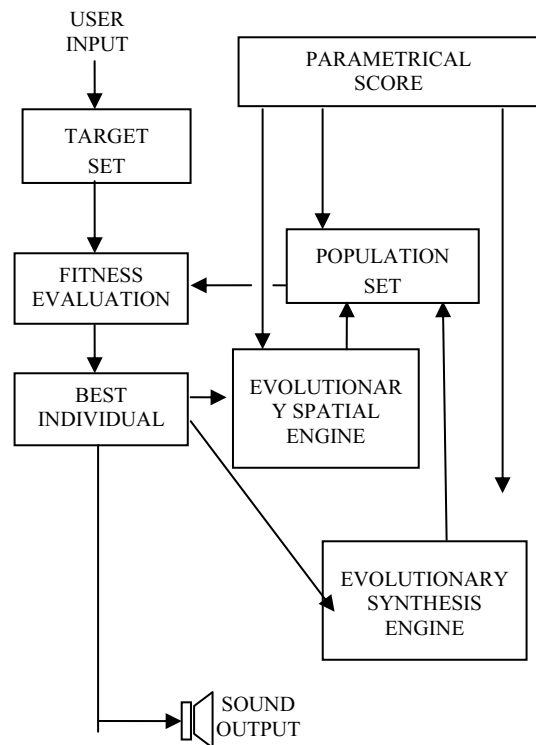 USER
INPUT
PARAMETRICAL
SCORE
TARGET
SET
POPULATION
SET
FITNESS
EVALUATION
BEST
INDIVIDUAL
EVOLUTIONAR
Y SPATIAL
ENGINE
EVOLUTIONARY
SYNTHESIS
ENGINE
SOUND
OUTPUT